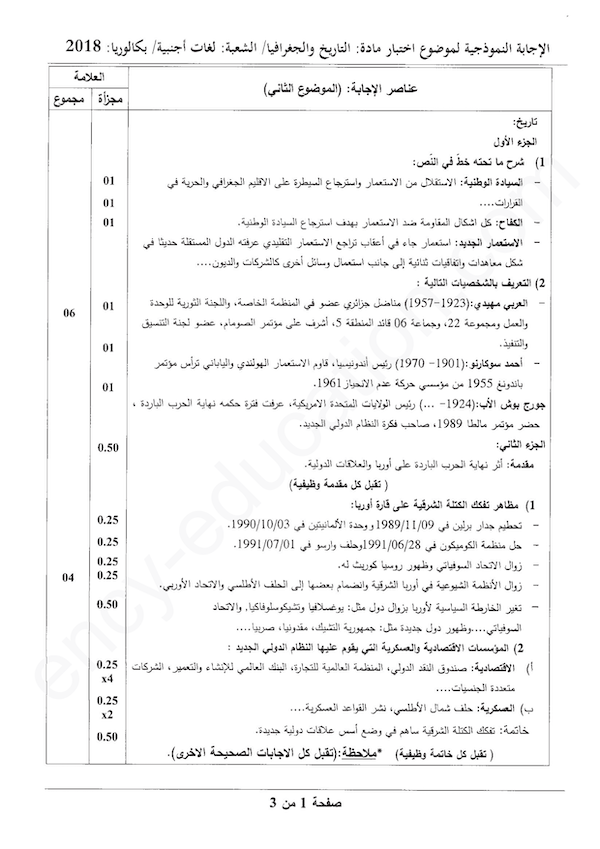 الإجابة النموذجية لموضوع اختبار مادة: التاريخ والجغرافيا/ الشعبة: لغات أجنبية/ بكالوريا: 2018
العلامة
عناصر الإجابة: (الموضوع الثاني)
مجزأة
مجموع
تاريخ:
الجزء الأول
1) شرح ما تحته خطّ في النّص:
01
– السيادة الوطنية: الاستقلال من الاستعمار واسترجاع السيطرة على الاقليم الجغرافي والحرية في
01
القرارات....
01
– الكفاح: كل اشكال المقاومة ضد الاستعمار بهدف استرجاع السيادة الوطنية.
– الاستعمار الجديد: استعمار جاء في أعقاب تراجع الاستعمار التقليدي عرفته الدول المستقلة حديثا في
شكل معاهدات واتفاقيات ثنائية إلى جانب استعمال وسائل أخرى كالشركات والديون....
2) التعريف بالشخصيات التالية :
01
– العربي مهيدي:(1923-1957) مناضل جزائري عضو في المنظمة الخاصة، واللجنة الثورية للوحدة
06
والعمل ومجموعة 22، وجماعة 06 قائد المنطقة 5، أشرف على مؤتمر الصومام، عضو لجنة التنسيق
والتنفيذ.
01
– أحمد سوكارنو:(1901- 1970) رئيس أندونيسيا، قاوم الاستعمار الهولندي والياباني ترأس مؤتمر
باندونغ 1955 من مؤسسي حركة عدم الانحياز1961.
01
جورج بوش الأب:(1924- ...) رئيس الولايات المتحدة الامريكية، عرفت فترة حكمه نهاية الحرب الباردة ،
حضر مؤتمر مالطا 1989، صاحب فكرة النظام الدولي الجديد.
الجزء الثاني:
0.50
مقدمة: أثر نهاية الحرب الباردة على أوربا والعلاقات الدولية.
( تقبل كل مقدمة وظيفية)
1) مظاهر تفكك الكتلة الشرقية على قارة أوربا:
0.25
– تحطيم جدار برلين في 1989/11/09 و وحدة الألمانيتين في 1990/10/03.
0.25
– حل منظمة الكوميكون في 1991/06/28وحلف وارسو في 1991/07/01.
0.25
– زوال الاتحاد السوفياتي وظهور روسيا كوريث له.
0.25
– زوال الأنظمة الشيوعية في أوربا الشرقية وانضمام بعضها إلى الحلف الأطلسي والاتحاد الأوربي.
04
0.50
– تغير الخارطة السياسية لأوربا بزوال دول مثل: يوغسلافيا وتشيكوسلوفاكيا. والاتحاد
السوفياتي....وظهور دول جديدة مثل: جمهورية التشيك، مقدونيا، صربيا....
2) المؤسسات الاقتصادية والعسكرية التي يقوم عليها النظام الدولي الجديد :
0.25
x4
أ) الاقتصادية: صندوق النقد الدولي، المنظمة العالمية للتجارة، البنك العالمي للإنشاء والتعمير، الشركات
متعددة الجنسيات....
0.25
x2
ب) العسكرية: حلف شمال الأطلسي، نشر القواعد العسكرية....
0.50
خاتمة: تفكك الكتلة الشرقية ساهم في وضع أسس علاقات دولية جديدة.
( تقبل كل خاتمة وظيفية) *ملاحظة:(تقبل كل الاجابات الصحيحة الاخرى).
صفحة 1 من 3
ency-education.com